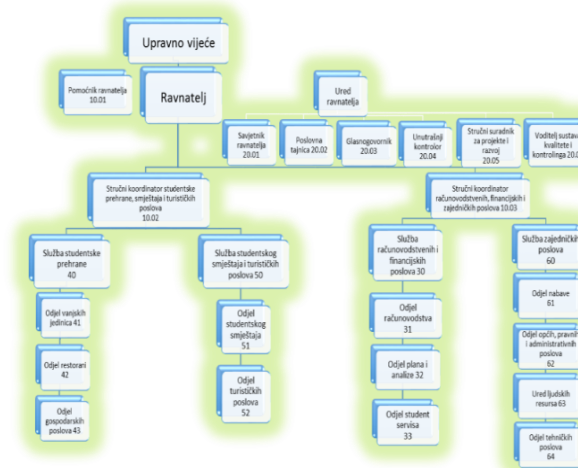 Upravno vijeće
Pomoćnik ravnatelja
10.01
Ravnatelj
Ured
ravnatelja
Savjetnik
ravnatelja
20.01
Poslovna
tajnica 20.02
Glasnogovornik
20.03
Unutrašnji
kontrolor
20.04
Stručni suradnik
za projekte i
razvoj
20.05
Voditelj sustava
kvalitete i
kontrolinga
Stručni koordinator studentske
prehrane, smještaja i turističkih
poslova
10.02
Stručni koordinator
računovodstvenih, financijskih i
zajedničkih poslova 10.03
Služba studentske
prehrane
40
Odjel vanjskih
jedinica 41
Odjel restorani
42
Odjel
gospodarskih
poslova 43
Služba studentskog
smještaja i turističkih
poslova 50
Odjel
studentskog
smještaja
51
Odjel
turističkih
poslova
52
Služba
računovodstvenih i
financijskih
poslova 30
Odjel
računovodstva
31
Odjel plana i
analize 32
Odjel student
servisa
33
Služba zajedničkih
poslova
60
Odjel nabave
61
Odjel općih, pravnih
i administrativnih
poslova
62
Ured ljudskih
resursa 63
Odjel tehničkih
poslova
64